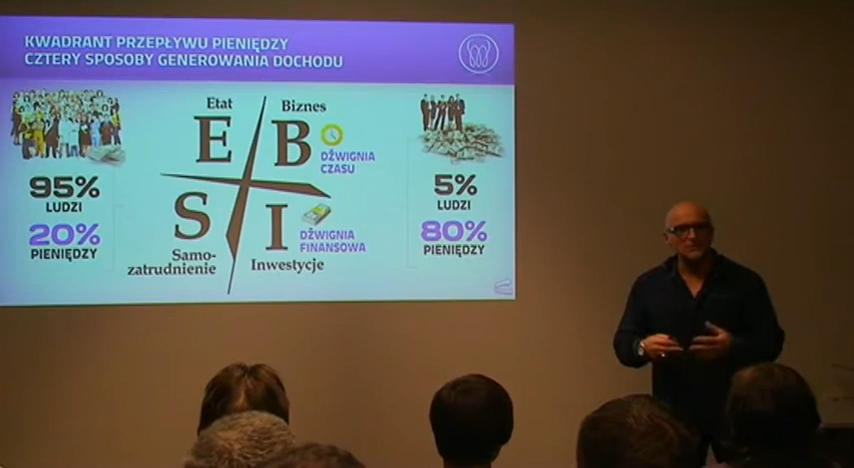 KWADRANT PRZEPŁYWU PIENIĘDZY
CZTERY SPOSOBY GENEROWANIA DOCHODU
95%
LUDZI
20%
PIENIĘDZY
Etat
E
Biznes
B
DŹWIGNIA
CZASU
S
Samo-
zatrudnienie
I
Inwestycje
DŹWIGNIA
FINANSOWA
5%
LUDZI
80%
PIENIĘDZY